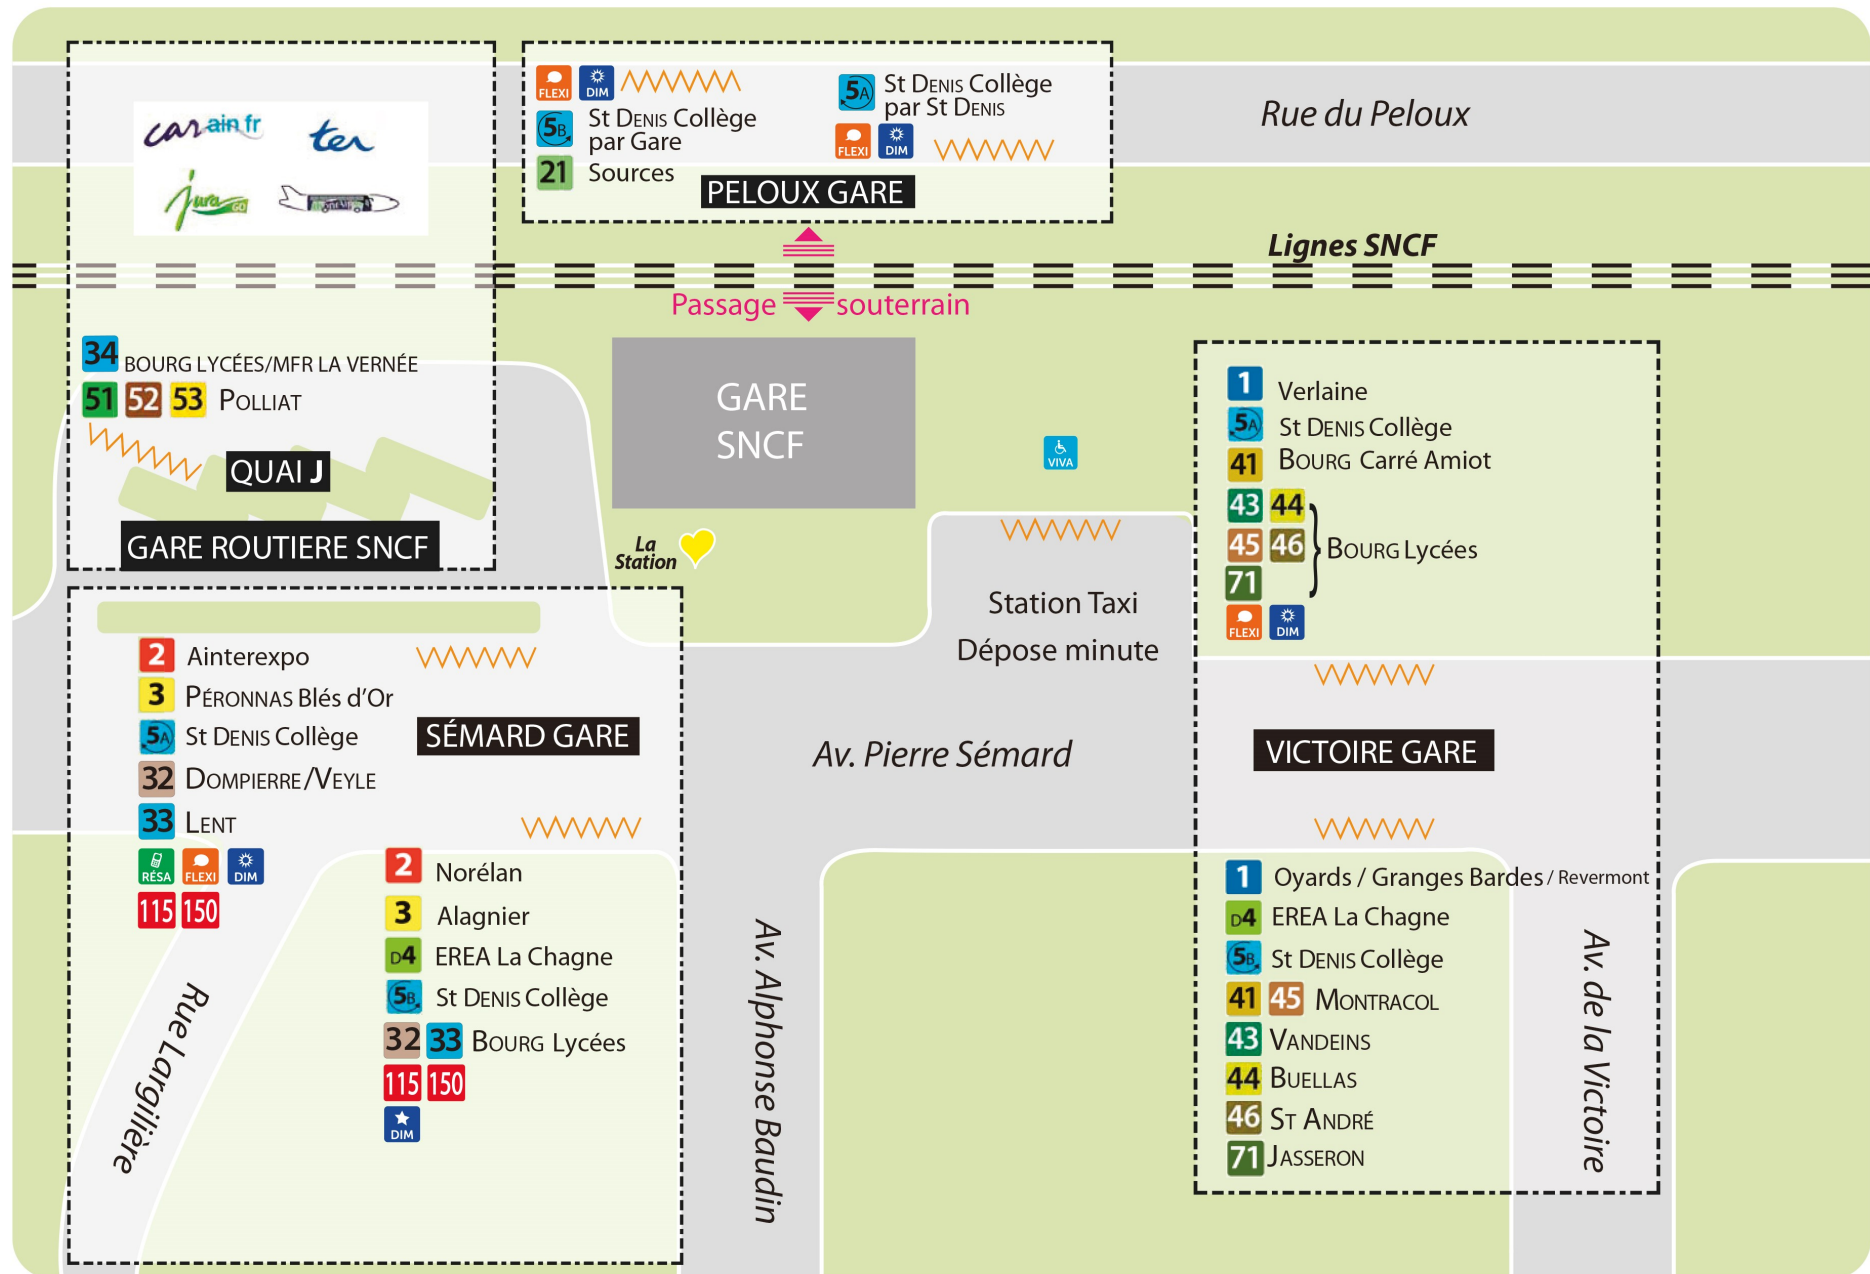 car.ain.fr
ter
jura GO
FLEXI DIM
5B St DENIS Collège
par Gare
21 Sources
5A St DENIS Collège
par St DENIS
FLEXI DIM
PELOUX GARE
Rue du Peloux
Lignes SNCF
Passage souterrain
34 BOURG LYCÉES/MFR LA VERNÉE
51 52 53 POLLIAT
QUAI J
GARE ROUTIERE SNCF
GARE
SNCF
VIVA
La
Station
Station Taxi
Dépose minute
1 Verlaine
5A St DENIS Collège
41 BOURG Carré Amiot
43 44
45 46 BOURG Lycées
71
FLEXI DIM
2 Ainterexpo
3 PÉRONNAS Blés d'Or
5A St DENIS Collège
32 DOMPIERRE/VEYLE
33 LENT
RÉSA FLEXI DIM
115 150
SÉMARD GARE
Av. Pierre Sémard
VICTOIRE GARE
2 Norélan
3 Alagnier
D4 EREA La Chagne
5B St DENIS Collège
32 33 BOURG Lycées
115 150
DIM
Rue Largilière
Av. Alphonse Baudin
1 Oyards / Granges Bardes / Revermont
D4 EREA La Chagne
5B St DENIS Collège
41 45 MONTRACOL
43 VANDEINS
44 BUELLAS
46 ST ANDRÉ
71 JASSERON
Av. de la Victoire